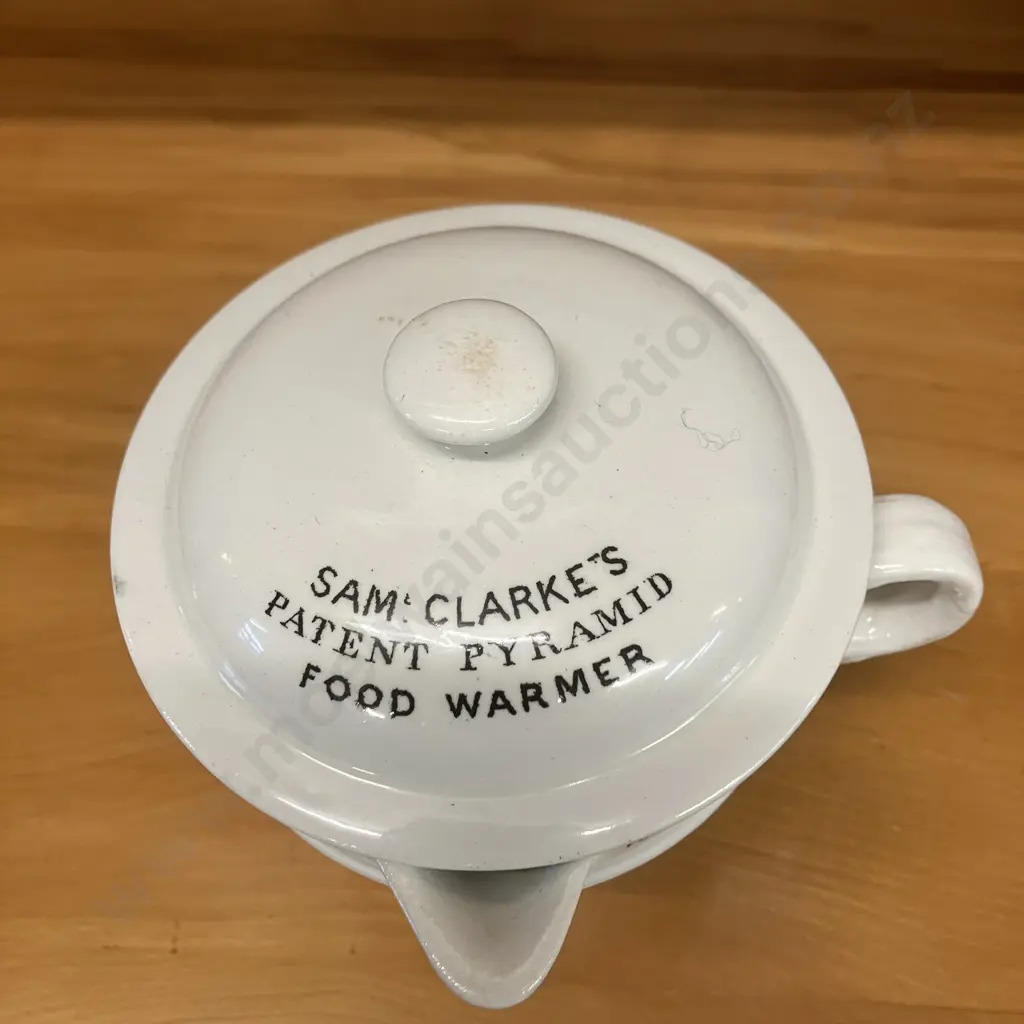 SAM^L CLARKE'S
PATENT PYRAMID
FOOD WARMER